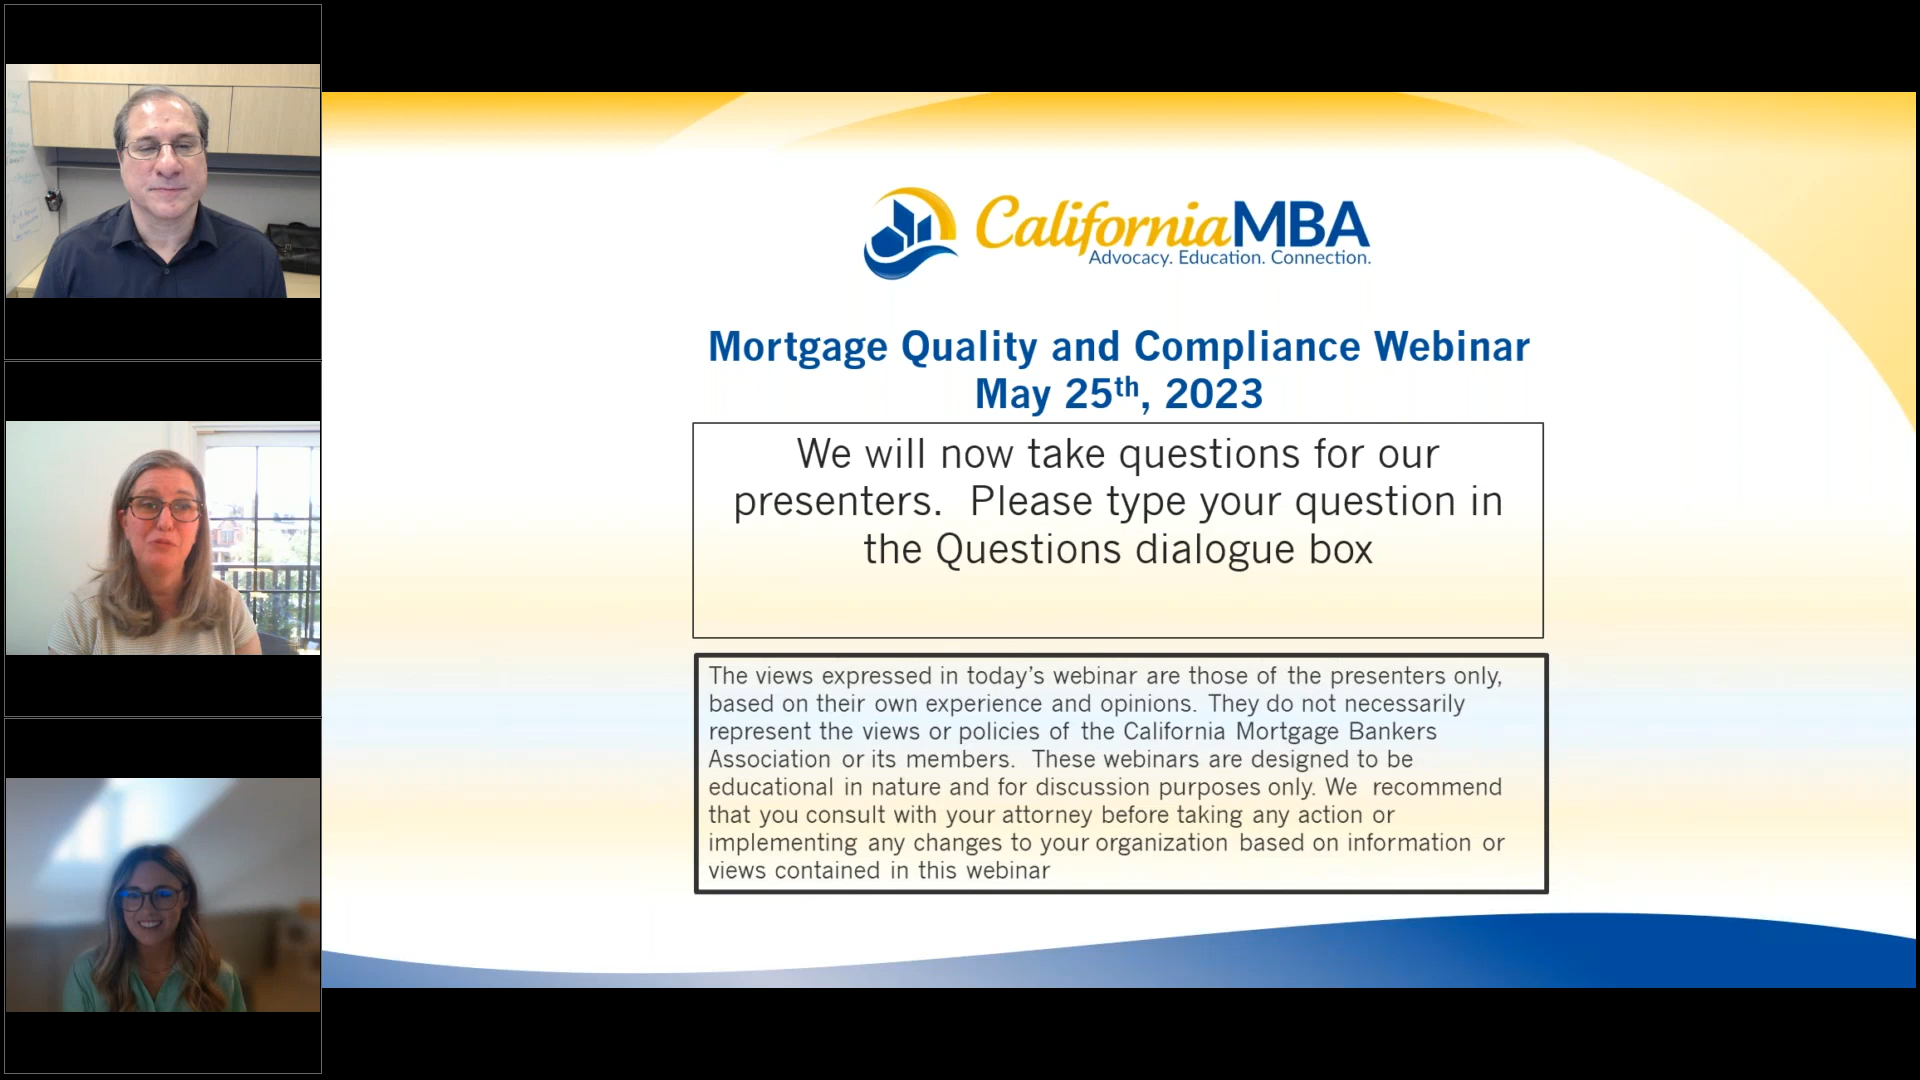 CaliforniaMBA
Advocacy. Education. Connection.
Mortgage Quality and Compliance Webinar
May 25th, 2023
We will now take questions for our
presenters.  Please type your question in
the Questions dialogue box
The views expressed in today’s webinar are those of the presenters only,
based on their own experience and opinions. They do not necessarily
represent the views or policies of the California Mortgage Bankers
Association or its members.  These webinars are designed to be
educational in nature and for discussion purposes only. We  recommend
that you consult with your attorney before taking any action or
implementing any changes to your organization based on information or
views contained in this webinar